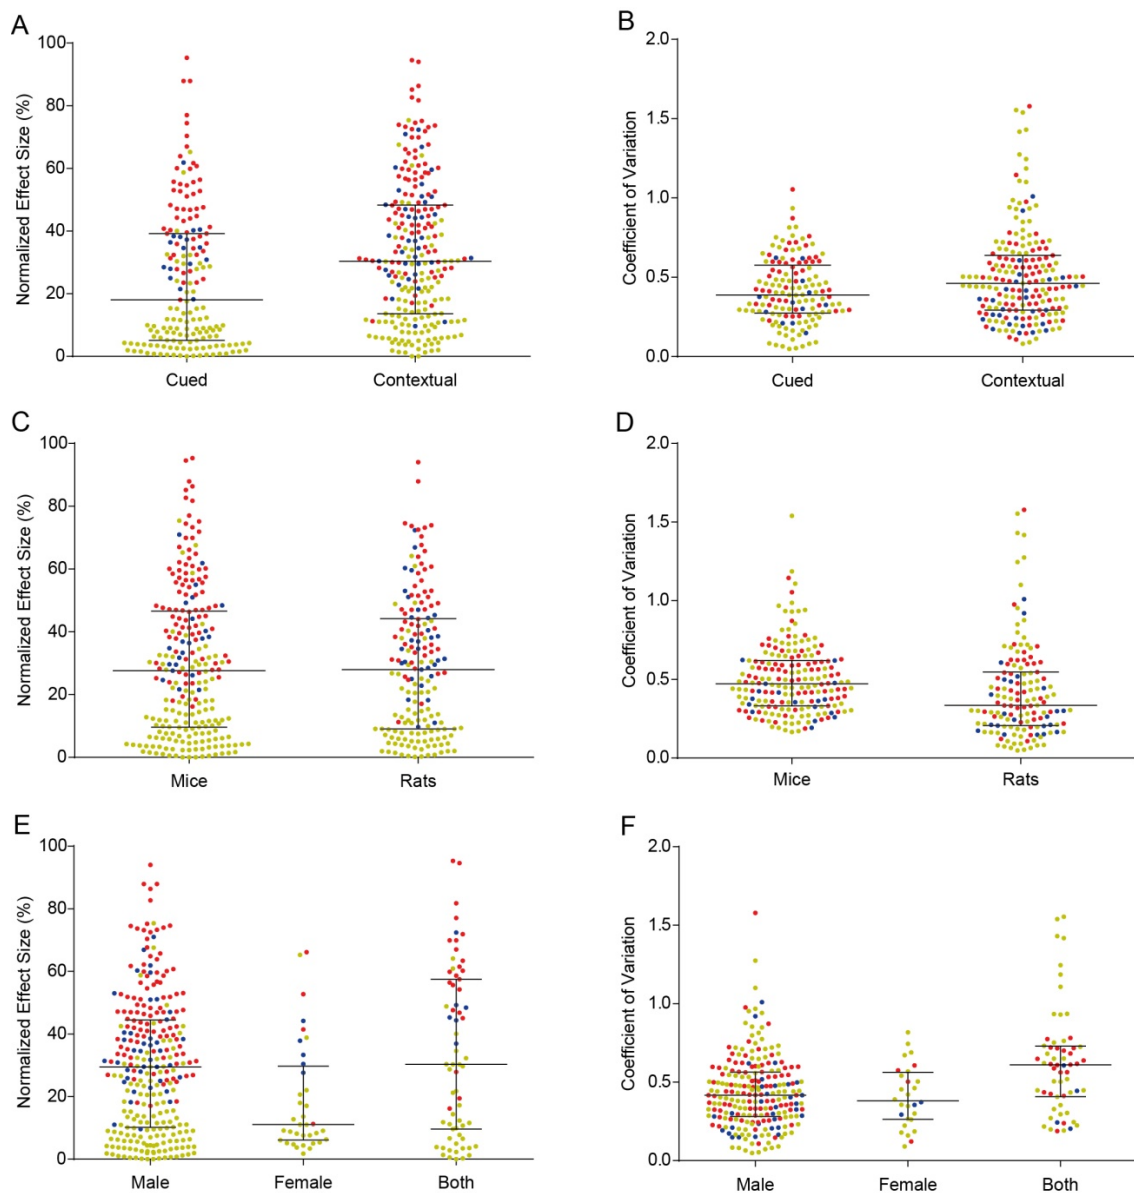 A
Normalized Effect Size (%)
100
80
60
40
20
0
Cued
Contextual
B
Coefficient of Variation
2.0
1.5
1.0
0.5
0.0
Cued
Contextual
C
Normalized Effect Size (%)
100
80
60
40
20
0
Mice
Rats
D
Coefficient of Variation
2.0
1.5
1.0
0.5
0.0
Mice
Rats
E
Normalized Effect Size (%)
100
80
60
40
20
0
Male
Female
Both
F
Coefficient of Variation
2.0
1.5
1.0
0.5
0.0
Male
Female
Both